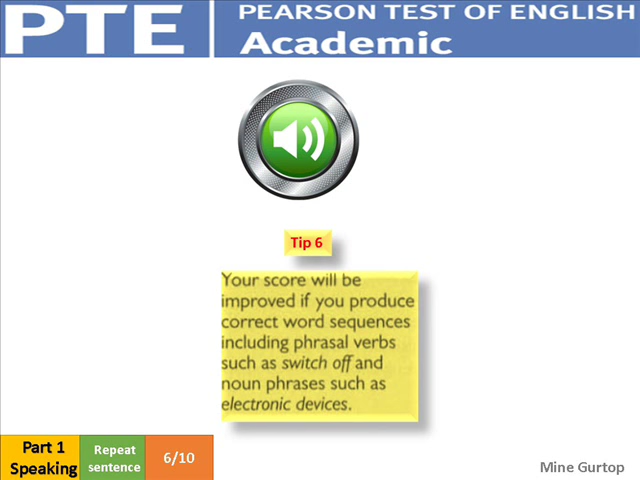 PTE
PEARSON TEST OF ENGLISH
Academic
Tip 6
Your score will be
improved if you produce
correct word sequences
including phrasal verbs
such as switch off and
noun phrases such as
electronic devices.
Part 1
Speaking
Repeat
sentence
6/10
Mine Gurtop